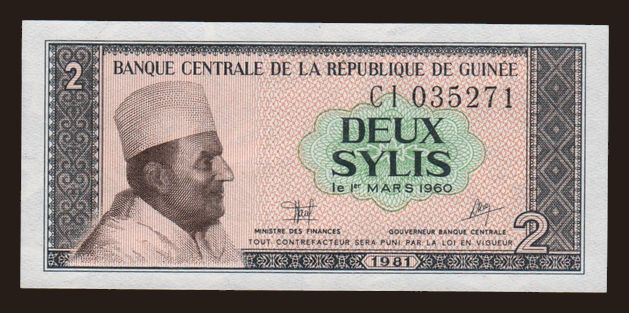 2
BANQUE CENTRALE DE LA RÉPUBLIQUE DE GUINÉE
CI 035271
DEUX
SYLIS
le 1er MARS 1960
MINISTRE DES FINANCES GOUVERNEUR BANQUE CENTRALE
TOUT CONTREFACTEUR SERA PUNI PAR LA LOI EN VIGUEUR
2
1981